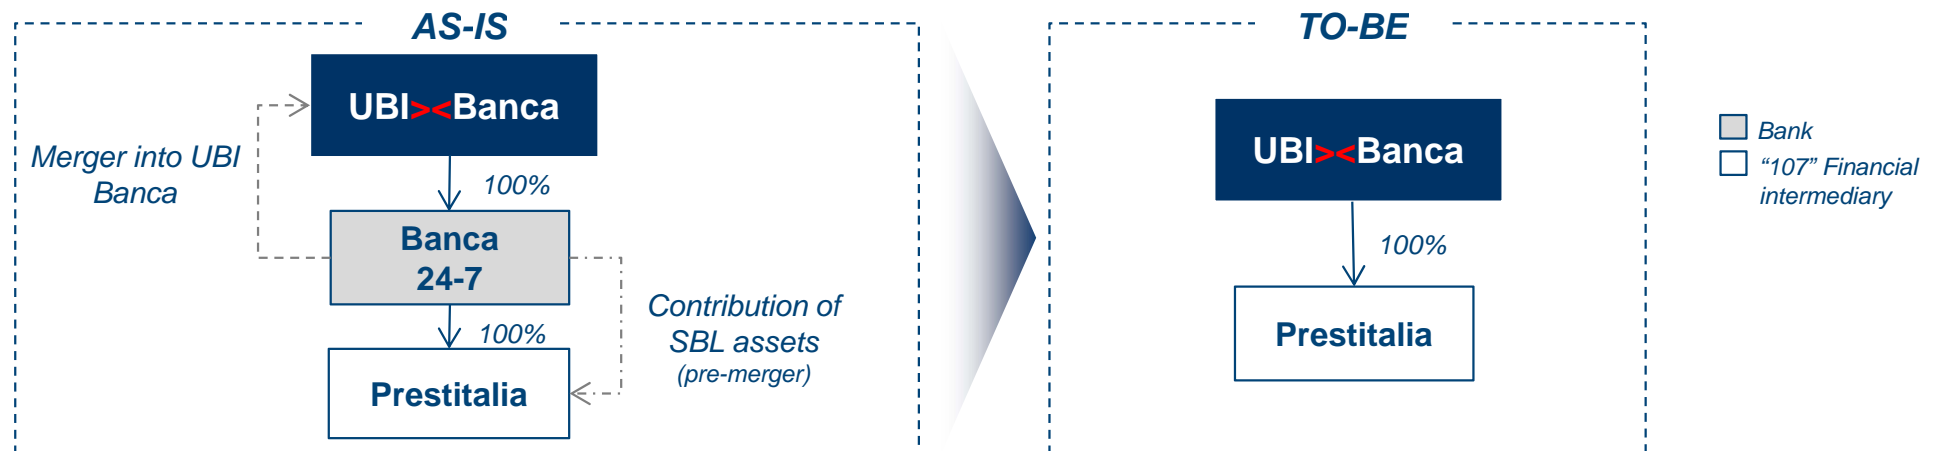 AS-IS
UBI><Banca
Merger into UBI
Banca
100%
Banca
24-7
100%
Contribution of
SBL assets
(pre-merger)
Prestitalia
TO-BE
UBI><Banca
100%
Prestitalia
Bank
“107” Financial
intermediary